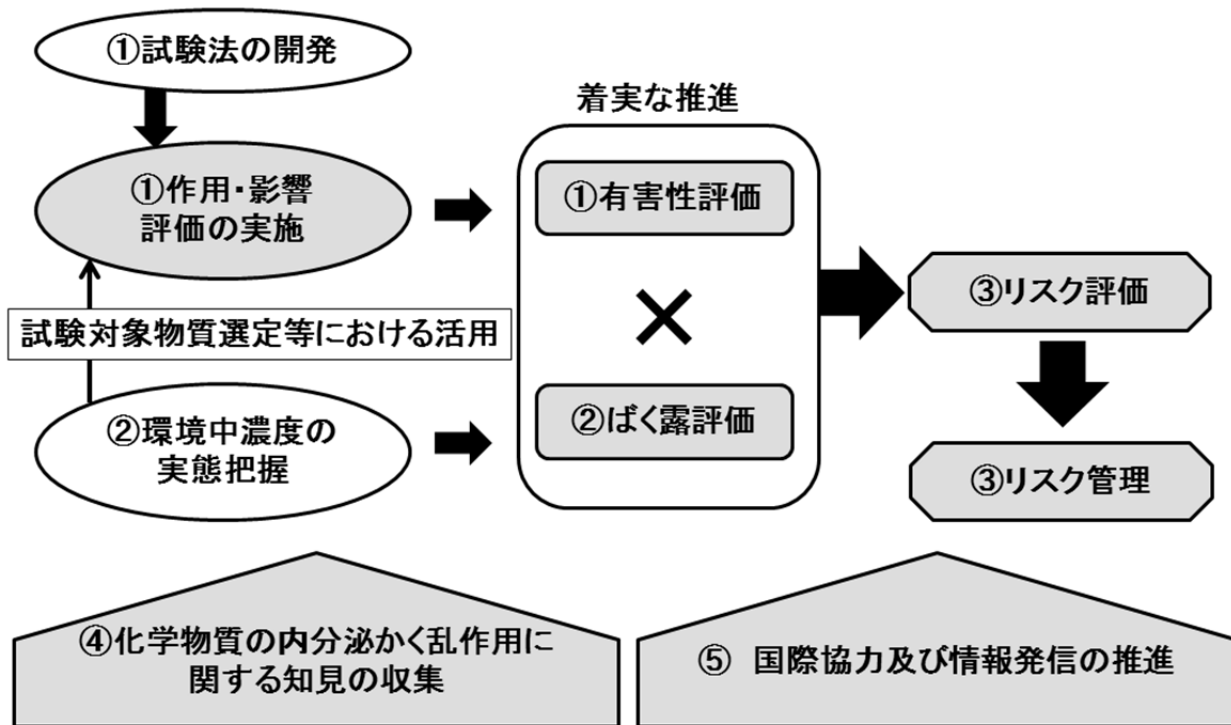 ①試験法の開発
①作用・影響
評価の実施
試験対象物質選定等における活用
②環境中濃度の
実態把握
着実な推進
①有害性評価
×
②ばく露評価
③リスク評価
③リスク管理
④化学物質の内分泌かく乱作用に
関する知見の収集
⑤ 国際協力及び情報発信の推進